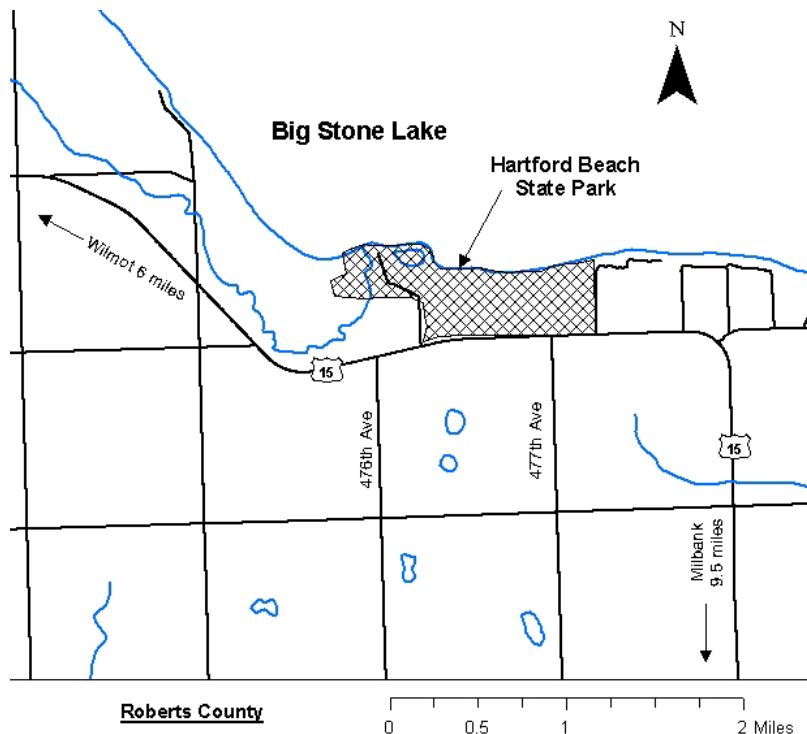 N
Big Stone Lake
Hartford Beach
State Park
Wilmot 6 miles
15
476th Ave
477th Ave
15
Milbank
9.5 miles
Roberts County
0 0.5 1 2 Miles